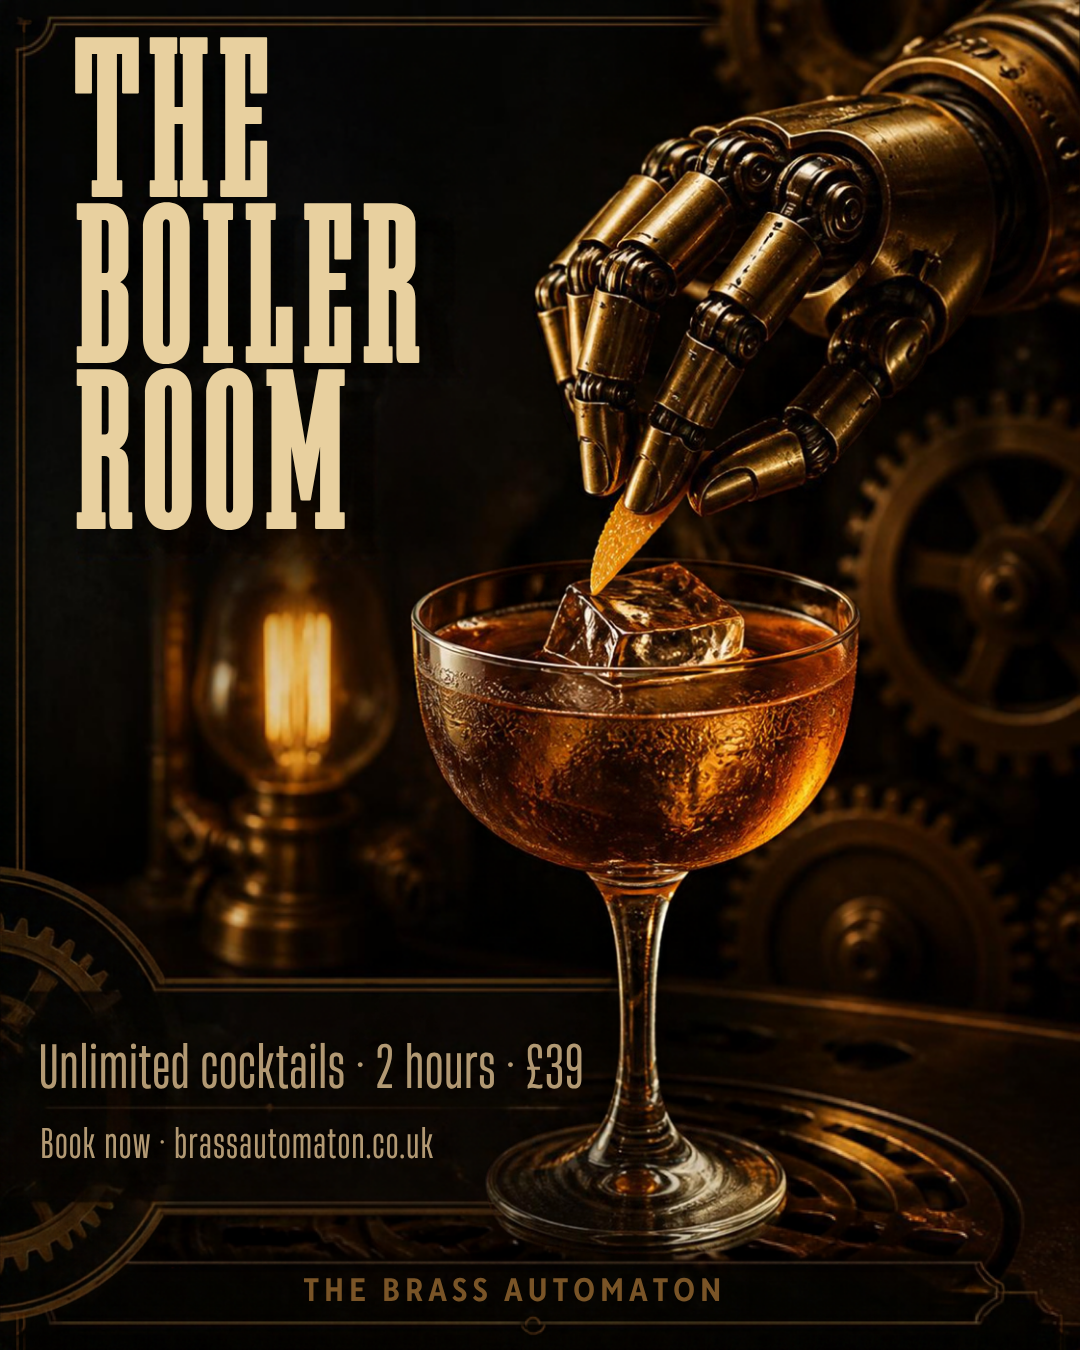 THE
BOILER
ROOM
Unlimited cocktails · 2 hours · £39
Book now · brassautomaton.co.uk
THE BRASS AUTOMATON